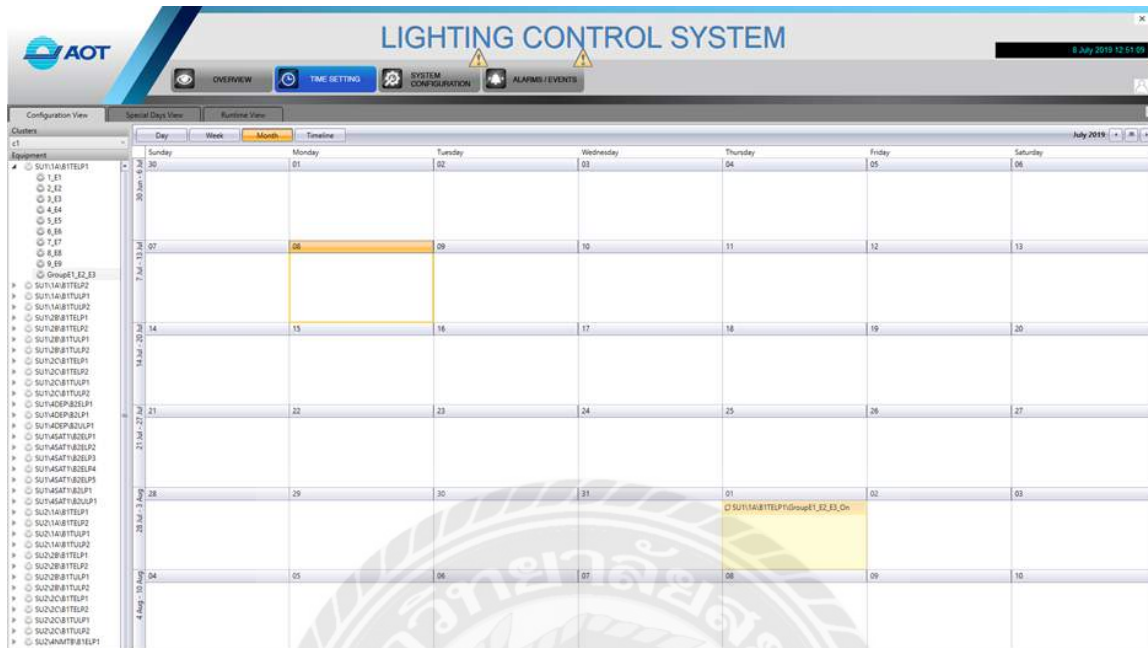 AOT
LIGHTING CONTROL SYSTEM
8 July 2019 12:51:09
OVERVIEW
TIME SETTING
SYSTEM CONFIGURATION
ALARMS / EVENTS
Configuration View
Special Days View
Runtime View
Clusters
c1
Equipment
SU1\1A\B1TELP1
1_E1
2_E2
3_E3
4_E4
5_E5
6_E6
7_E7
8_E8
9_E9
GroupE1_E2_E3
SU1\1A\B1TELP2
SU1\1A\B1TULP1
SU1\1A\B1TULP2
SU1\2B\B1TELP1
SU1\2B\B1TELP2
SU1\2B\B1TULP1
SU1\2B\B1TULP2
SU1\2C\B1TELP1
SU1\2C\B1TELP2
SU1\2C\B1TULP1
SU1\2C\B1TULP2
SU1\4DEP\B2ELP1
SU1\4DEP\B2LP1
SU1\4DEP\B2ULP1
SU1\4SAT1\B2ELP1
SU1\4SAT1\B2ELP2
SU1\4SAT1\B2ELP3
SU1\4SAT1\B2ELP4
SU1\4SAT1\B2ELP5
SU1\4SAT1\B2LP1
SU1\4SAT1\B2ULP1
SU2\1A\B1TELP1
SU2\1A\B1TELP2
SU2\1A\B1TULP1
SU2\1A\B1TULP2
SU2\2B\B1TELP1
SU2\2B\B1TELP2
SU2\2B\B1TULP1
SU2\2B\B1TULP2
SU2\2C\B1TELP1
SU2\2C\B1TELP2
SU2\2C\B1TULP1
SU2\2C\B1TULP2
SU2\4NMTB\B1ELP1
Day Week Month Timeline
July 2019
Sunday Monday Tuesday Wednesday Thursday Friday Saturday
30 Jun - 6 Jul
30 01 02 03 04 05 06
7 Jul - 13 Jul
07 08 09 10 11 12 13
14 Jul - 20 Jul
14 15 16 17 18 19 20
21 Jul - 27 Jul
21 22 23 24 25 26 27
28 Jul - 3 Aug
28 29 30 31 01 02 03
SU1\1A\B1TELP1\GroupE1_E2_E3_On
4 Aug - 10 Aug
04 05 06 07 08 09 10